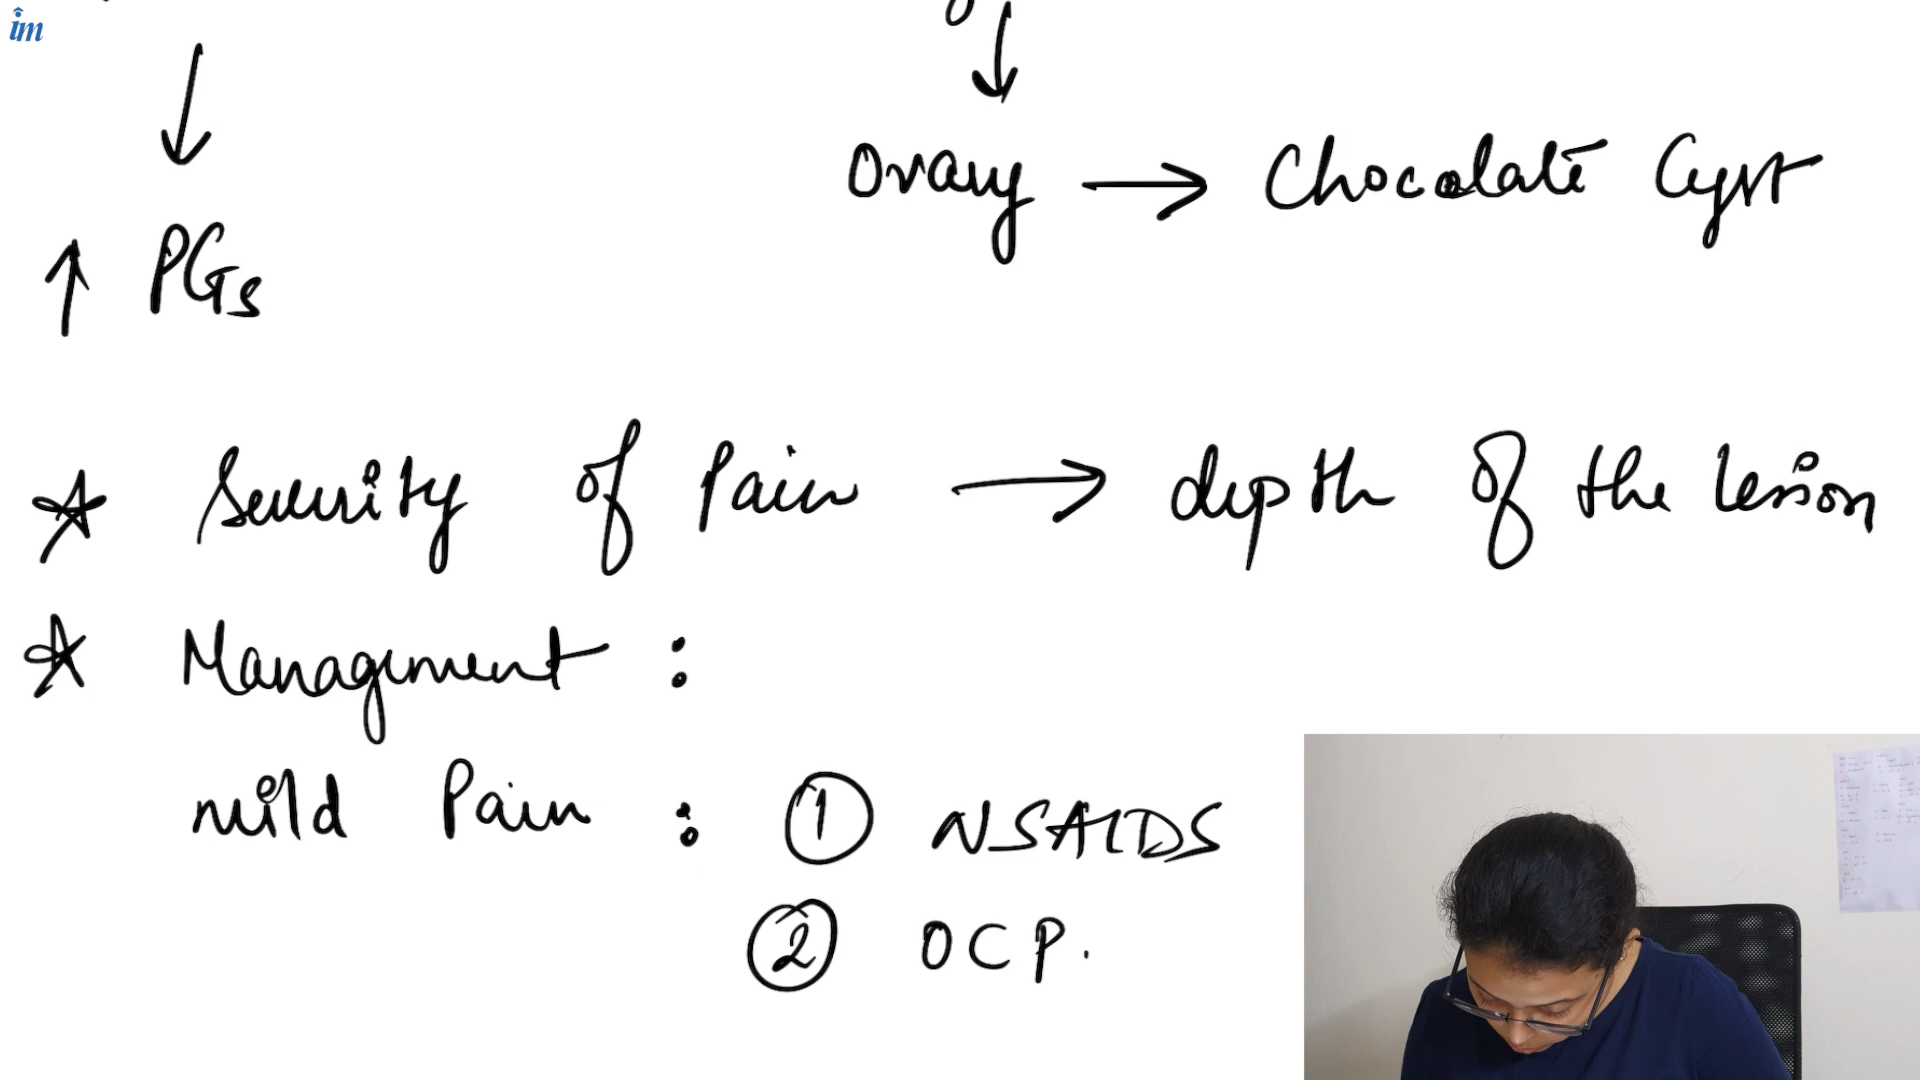 im
Ovary → Chocolate Cyst
↑ PGs
☆ Severity of Pain → depth of the lesion
☆ Management :
mild Pain : ① NSAIDS
② OCP.